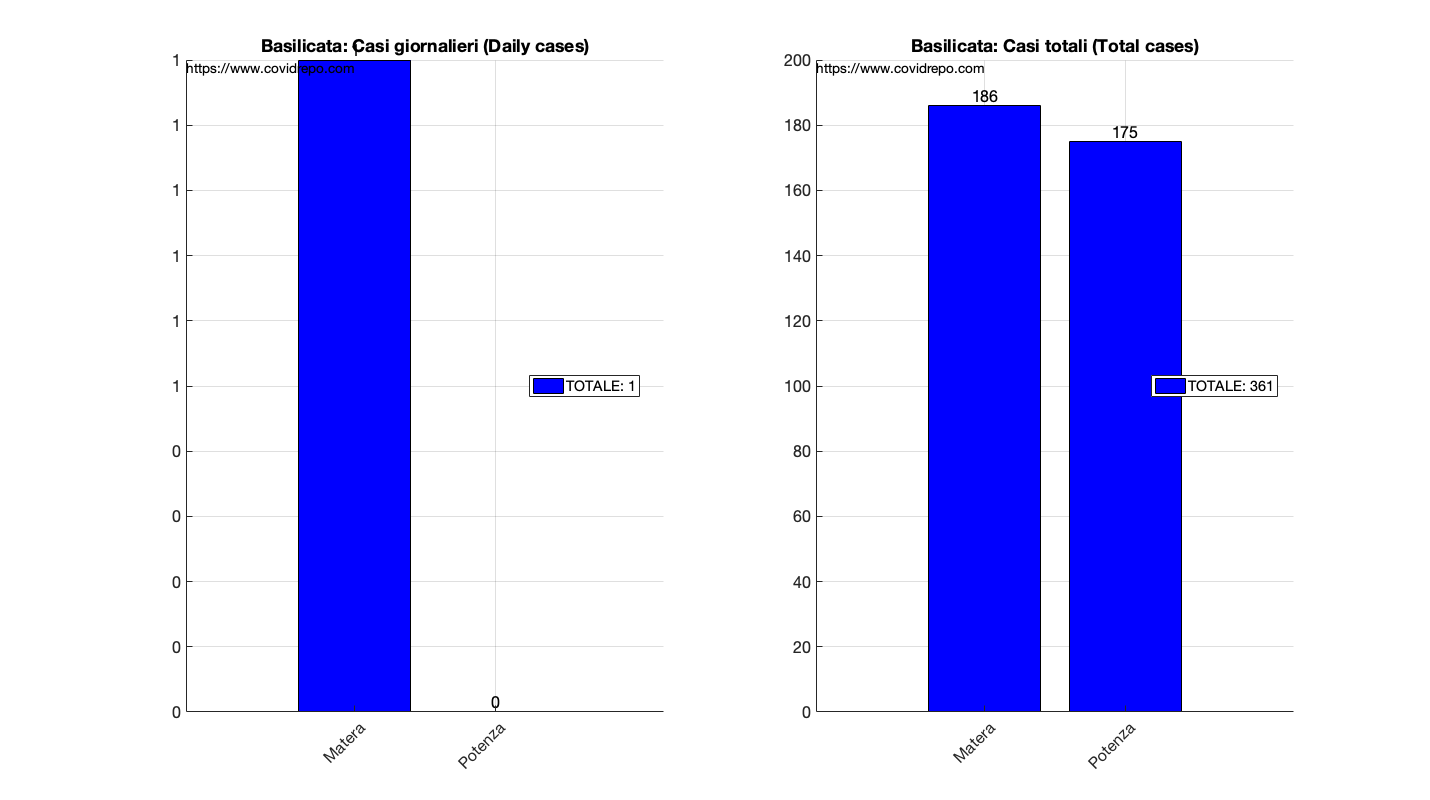 Basilicata: Casi giornalieri (Daily cases)
https://www.covidrepo.com
1
1
1
1
1
1
0
0
0
0
0
1
0
TOTALE: 1
Matera
Potenza
Basilicata: Casi totali (Total cases)
https://www.covidrepo.com
200
180
160
140
120
100
80
60
40
20
0
186
175
TOTALE: 361
Matera
Potenza